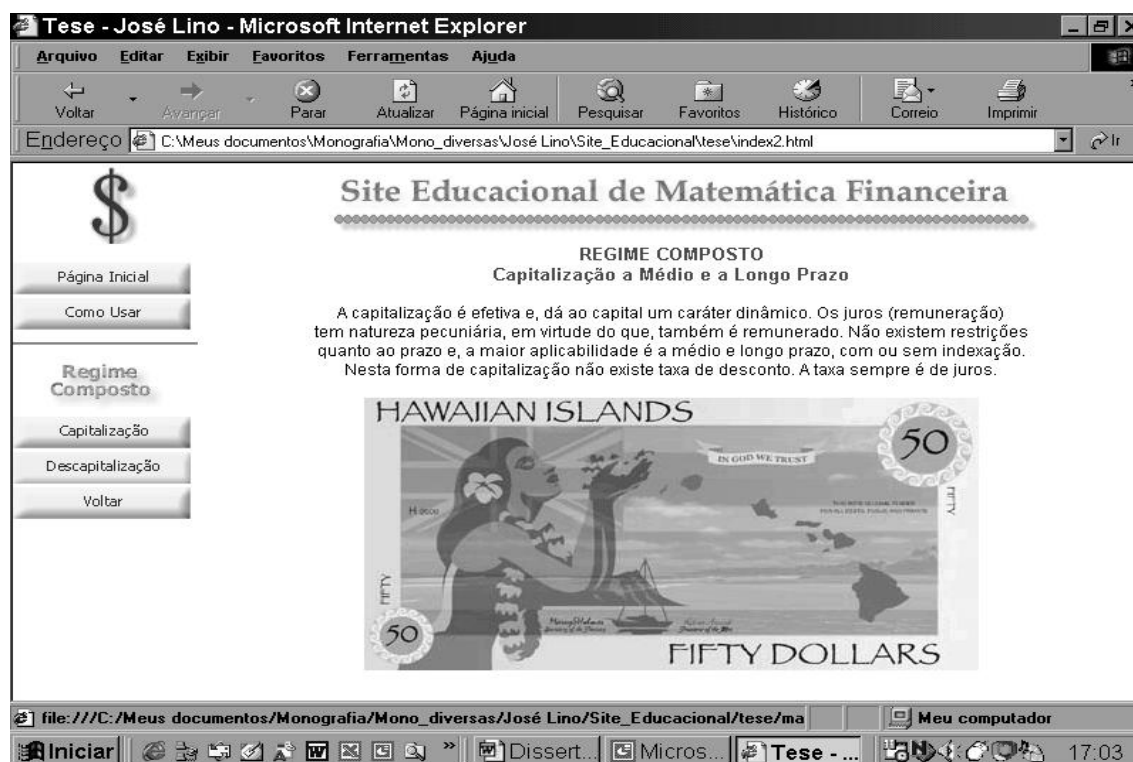 Tese - José Lino - Microsoft Internet Explorer
Arquivo Editar Exibir Favoritos Ferramentas Ajuda
Voltar Avançar Parar Atualizar Página inicial Pesquisar Favoritos Histórico Correio Imprimir
Endereço C:\Meus documentos\Monografia\Mono_diversas\José Lino\Site_Educacional\tese\index2.html Ir
$
Site Educacional de Matemática Financeira
Página Inicial
Como Usar
Regime
Composto
Capitalização
Descapitalização
Voltar
REGIME COMPOSTO
Capitalização a Médio e a Longo Prazo
A capitalização é efetiva e, dá ao capital um caráter dinâmico. Os juros (remuneração)
tem natureza pecuniária, em virtude do que, também é remunerado. Não existem restrições
quanto ao prazo e, a maior aplicabilidade é a médio e longo prazo, com ou sem indexação.
Nesta forma de capitalização não existe taxa de desconto. A taxa sempre é de juros.
HAWAIIAN ISLANDS
50
IN GOD WE TRUST
FIFTY
H 2000
FIFTY
50
FIFTY DOLLARS
file:///C:/Meus documentos/Monografia/Mono_diversas/José Lino/Site_Educacional/tese/ma Meu computador
Iniciar » Dissert... Micros... Tese - ... 17:03